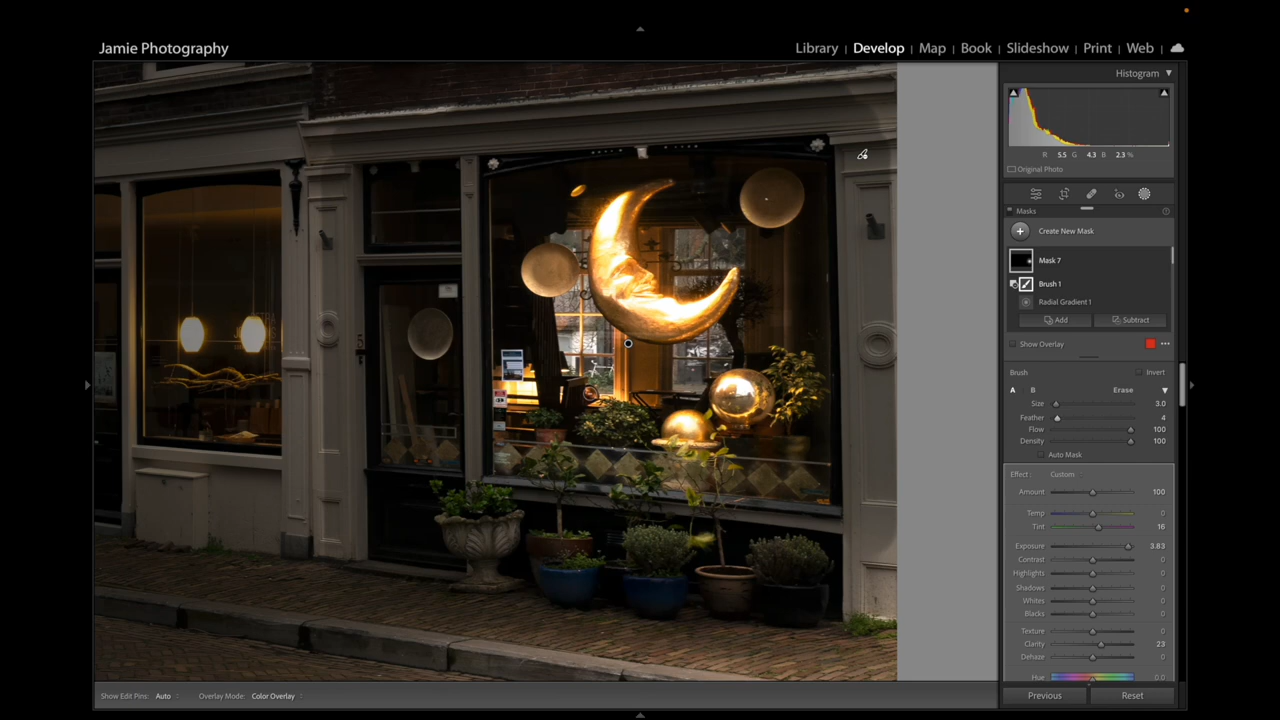 Jamie Photography
Library | Develop | Map | Book | Slideshow | Print | Web
Histogram
R 5.5 G 4.3 B 2.3 %
Original Photo
Masks
Create New Mask
Mask 7
Brush 1
Radial Gradient 1
Add Subtract
Show Overlay
Brush Invert
A B Erase
Size 3.0
Feather 4
Flow 100
Density 100
Auto Mask
Effect : Custom
Amount 100
Temp 0
Tint 16
Exposure 3.83
Contrast 0
Highlights 0
Shadows 0
Whites 0
Blacks 0
Texture 0
Clarity 23
Dehaze 0
Hue 0.0
Show Edit Pins: Auto Overlay Mode: Color Overlay
Previous Reset
5